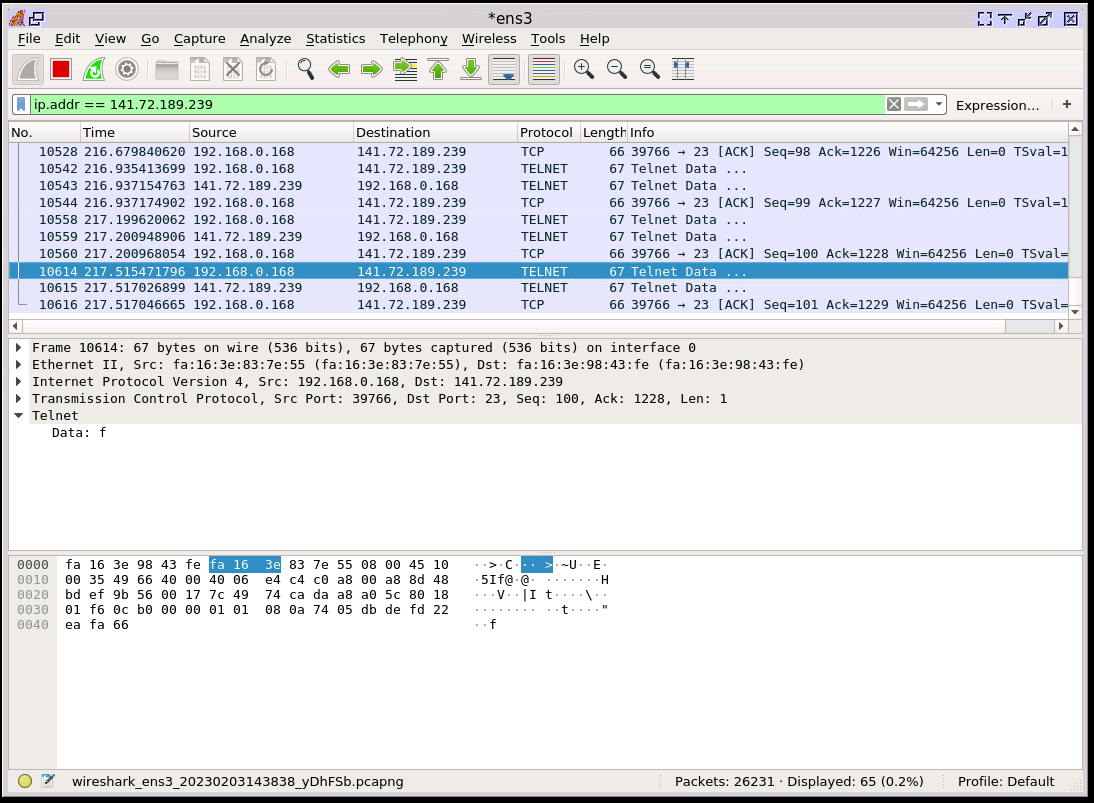 *ens3
File Edit View Go Capture Analyze Statistics Telephony Wireless Tools Help
ip.addr == 141.72.189.239 Expression… +
No. Time Source Destination Protocol Length Info
10528 216.679840620 192.168.0.168 141.72.189.239 TCP 66 39766 → 23 [ACK] Seq=98 Ack=1226 Win=64256 Len=0 TSval=1
10542 216.935413699 192.168.0.168 141.72.189.239 TELNET 67 Telnet Data ...
10543 216.937154763 141.72.189.239 192.168.0.168 TELNET 67 Telnet Data ...
10544 216.937174902 192.168.0.168 141.72.189.239 TCP 66 39766 → 23 [ACK] Seq=99 Ack=1227 Win=64256 Len=0 TSval=1
10558 217.199620062 192.168.0.168 141.72.189.239 TELNET 67 Telnet Data ...
10559 217.200948906 141.72.189.239 192.168.0.168 TELNET 67 Telnet Data ...
10560 217.200968054 192.168.0.168 141.72.189.239 TCP 66 39766 → 23 [ACK] Seq=100 Ack=1228 Win=64256 Len=0 TSval=
10614 217.515471796 192.168.0.168 141.72.189.239 TELNET 67 Telnet Data ...
10615 217.517026899 141.72.189.239 192.168.0.168 TELNET 67 Telnet Data ...
10616 217.517046665 192.168.0.168 141.72.189.239 TCP 66 39766 → 23 [ACK] Seq=101 Ack=1229 Win=64256 Len=0 TSval=
Frame 10614: 67 bytes on wire (536 bits), 67 bytes captured (536 bits) on interface 0
Ethernet II, Src: fa:16:3e:83:7e:55 (fa:16:3e:83:7e:55), Dst: fa:16:3e:98:43:fe (fa:16:3e:98:43:fe)
Internet Protocol Version 4, Src: 192.168.0.168, Dst: 141.72.189.239
Transmission Control Protocol, Src Port: 39766, Dst Port: 23, Seq: 100, Ack: 1228, Len: 1
Telnet
Data: f
0000 fa 16 3e 98 43 fe fa 16 3e 83 7e 55 08 00 45 10 ··>·C··· >·~U··E·
0010 00 35 49 66 40 00 40 06 e4 c4 c0 a8 00 a8 8d 48 ·5If@·@· ·······H
0020 bd ef 9b 56 00 17 7c 49 74 ca da a8 a0 5c 80 18 ···V··|I t····\··
0030 01 f6 0c b0 00 00 01 01 08 0a 74 05 db de fd 22 ········ ··t····"
0040 ea fa 66 ··f
wireshark_ens3_20230203143838_yDhFSb.pcapng Packets: 26231 · Displayed: 65 (0.2%) Profile: Default